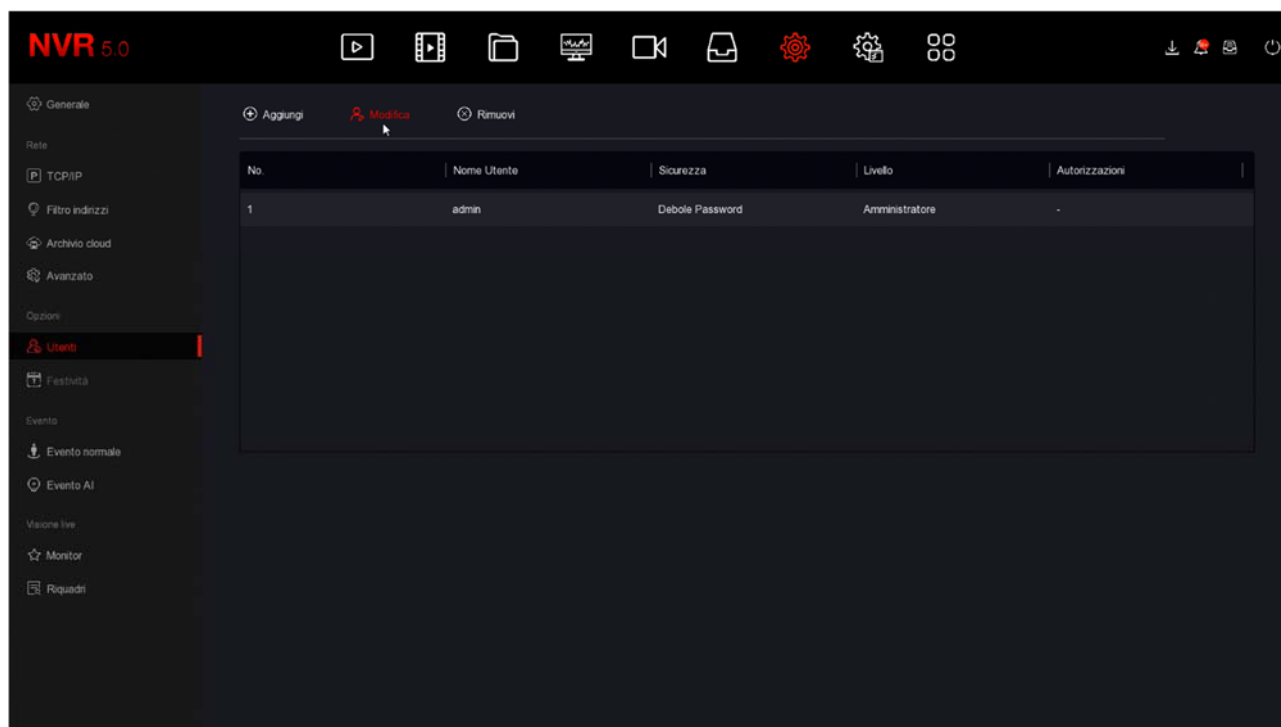 NVR 5.0
Generale
Rete
TCP/IP
Filtro indirizzi
Archivio cloud
Avanzato
Opzioni
Utenti
Festività
Evento
Evento normale
Evento AI
Visione live
Monitor
Riquadri
Aggiungi Modifica Rimuovi
No. Nome Utente Sicurezza Livello Autorizzazioni
1 admin Debole Password Amministratore -